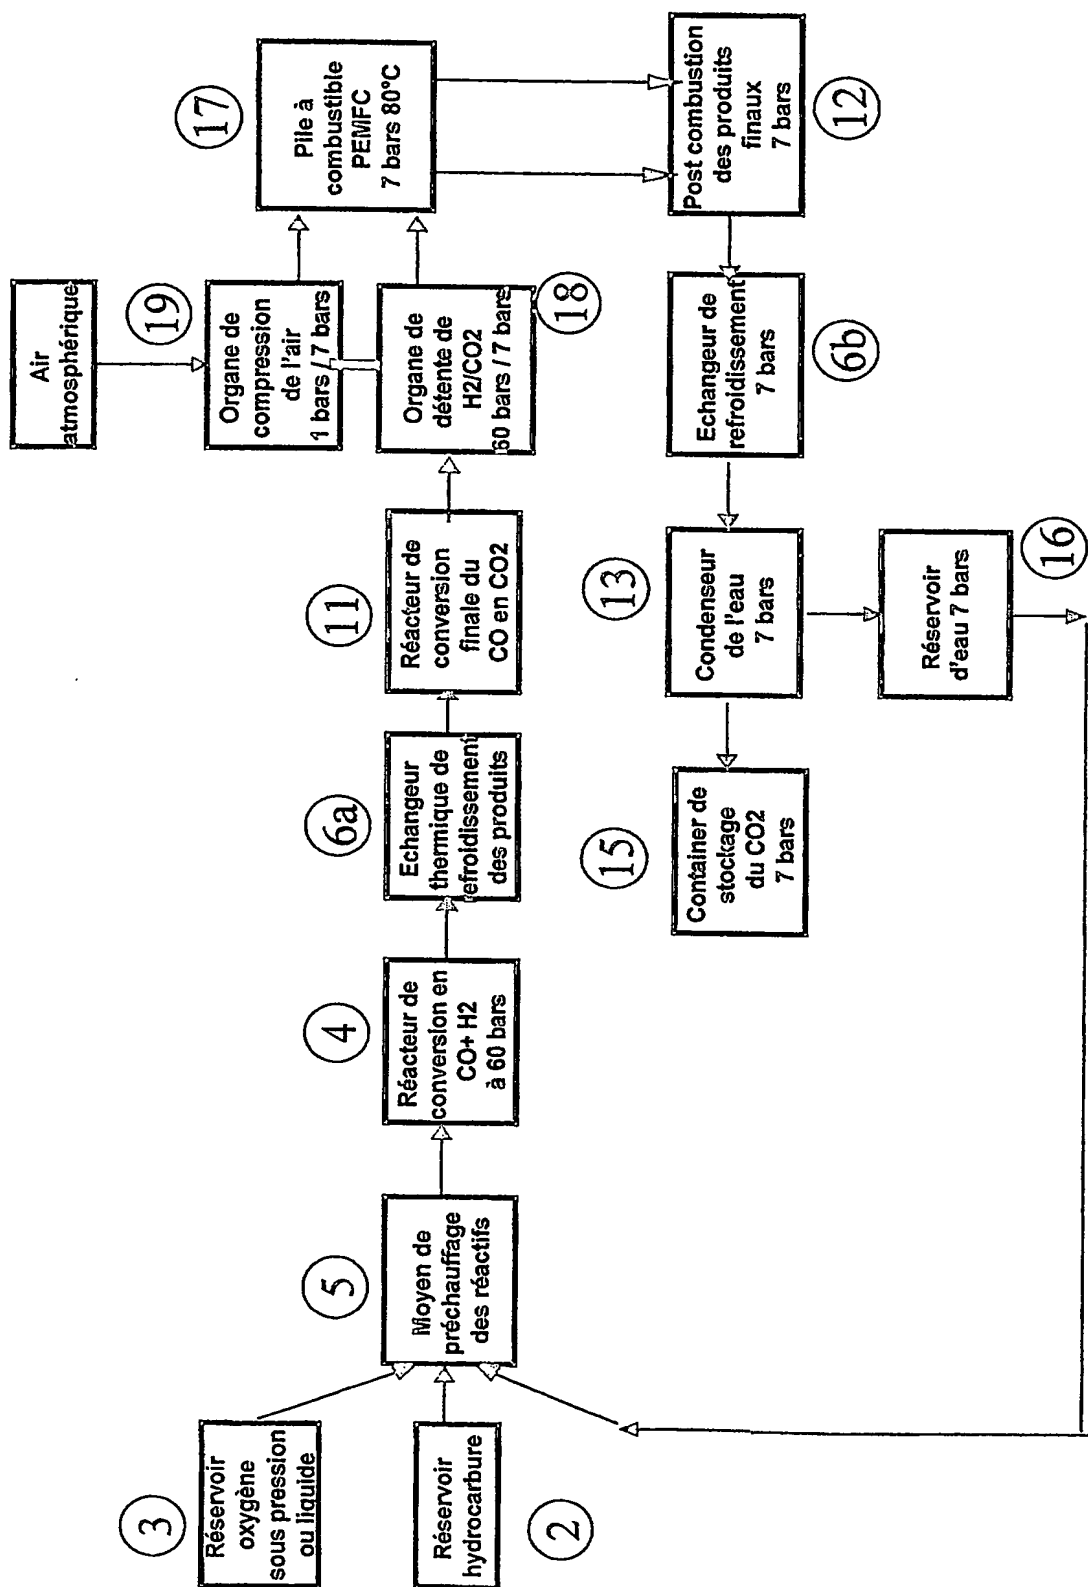 3
Réservoir
oxygène
sous pression
ou liquide
2
Réservoir
hydrocarbure
5
Moyen de
préchauffage
des réactifs
4
Réacteur de
conversion en
CO+ H2
à 60 bars
6a
Echangeur
thermique de
refroidissement
des produits
11
Réacteur de
conversion
finale du
CO en CO2
Air
atmosphérique
19
Organe de
compression
de l'air
1 bars / 7 bars
Organe de
détente de
H2/CO2
60 bars / 7 bars
18
17
Pile à
combustible
PEMFC
7 bars 80°C
Post combustion
des produits
finaux
7 bars
12
Echangeur de
refroidissement
7 bars
6b
13
Condenseur
de l'eau
7 bars
15
Container de
stockage
du CO2
7 bars
Réservoir
d'eau 7 bars
16